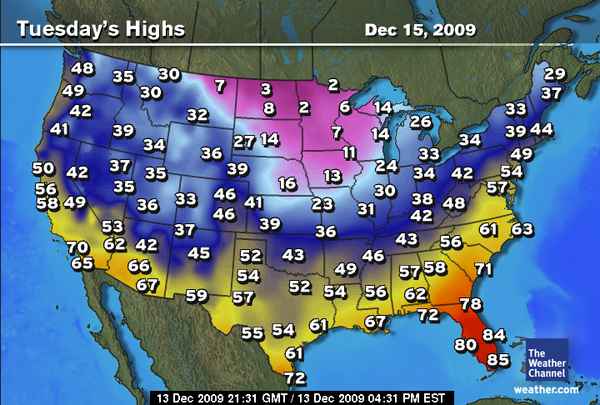 Tuesday's Highs
Dec 15, 2009
48 35 30 7 3 2 29
49 30 8 2 6 14 37
42 32 26 33
41 39 34 27 14 7 14 39 44
36 11 34 49
50 42 37 35 39 24 33 54
56 35 16 13 34 42 57
58 49 36 33 46 41 23 30 38 48
46 31 42
53 37 39 36 61 63
70 62 42 45 52 43 43 56
65 66 54 49 46 57 58 71
67 59 57 52 54 56 62 78
55 54 61 67 72 84
61 80
72 85
The
Weather
Channel
weather.com
13 Dec 2009 21:31 GMT / 13 Dec 2009 04:31 PM EST